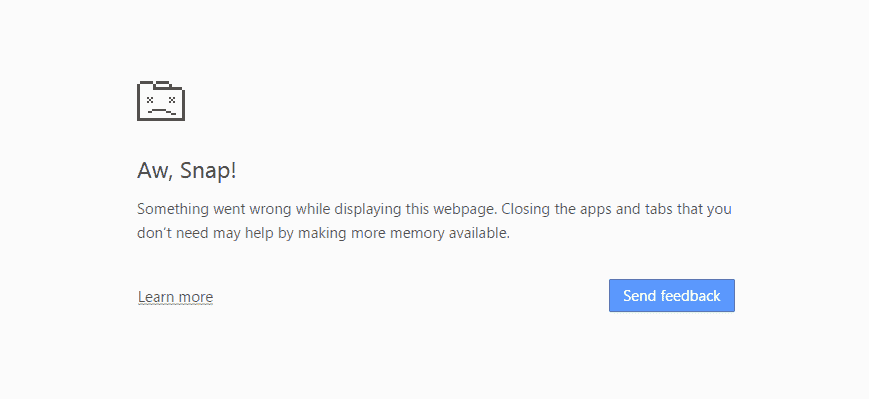 Aw, Snap!
Something went wrong while displaying this webpage. Closing the apps and tabs that you
don’t need may help by making more memory available.
Learn more
Send feedback